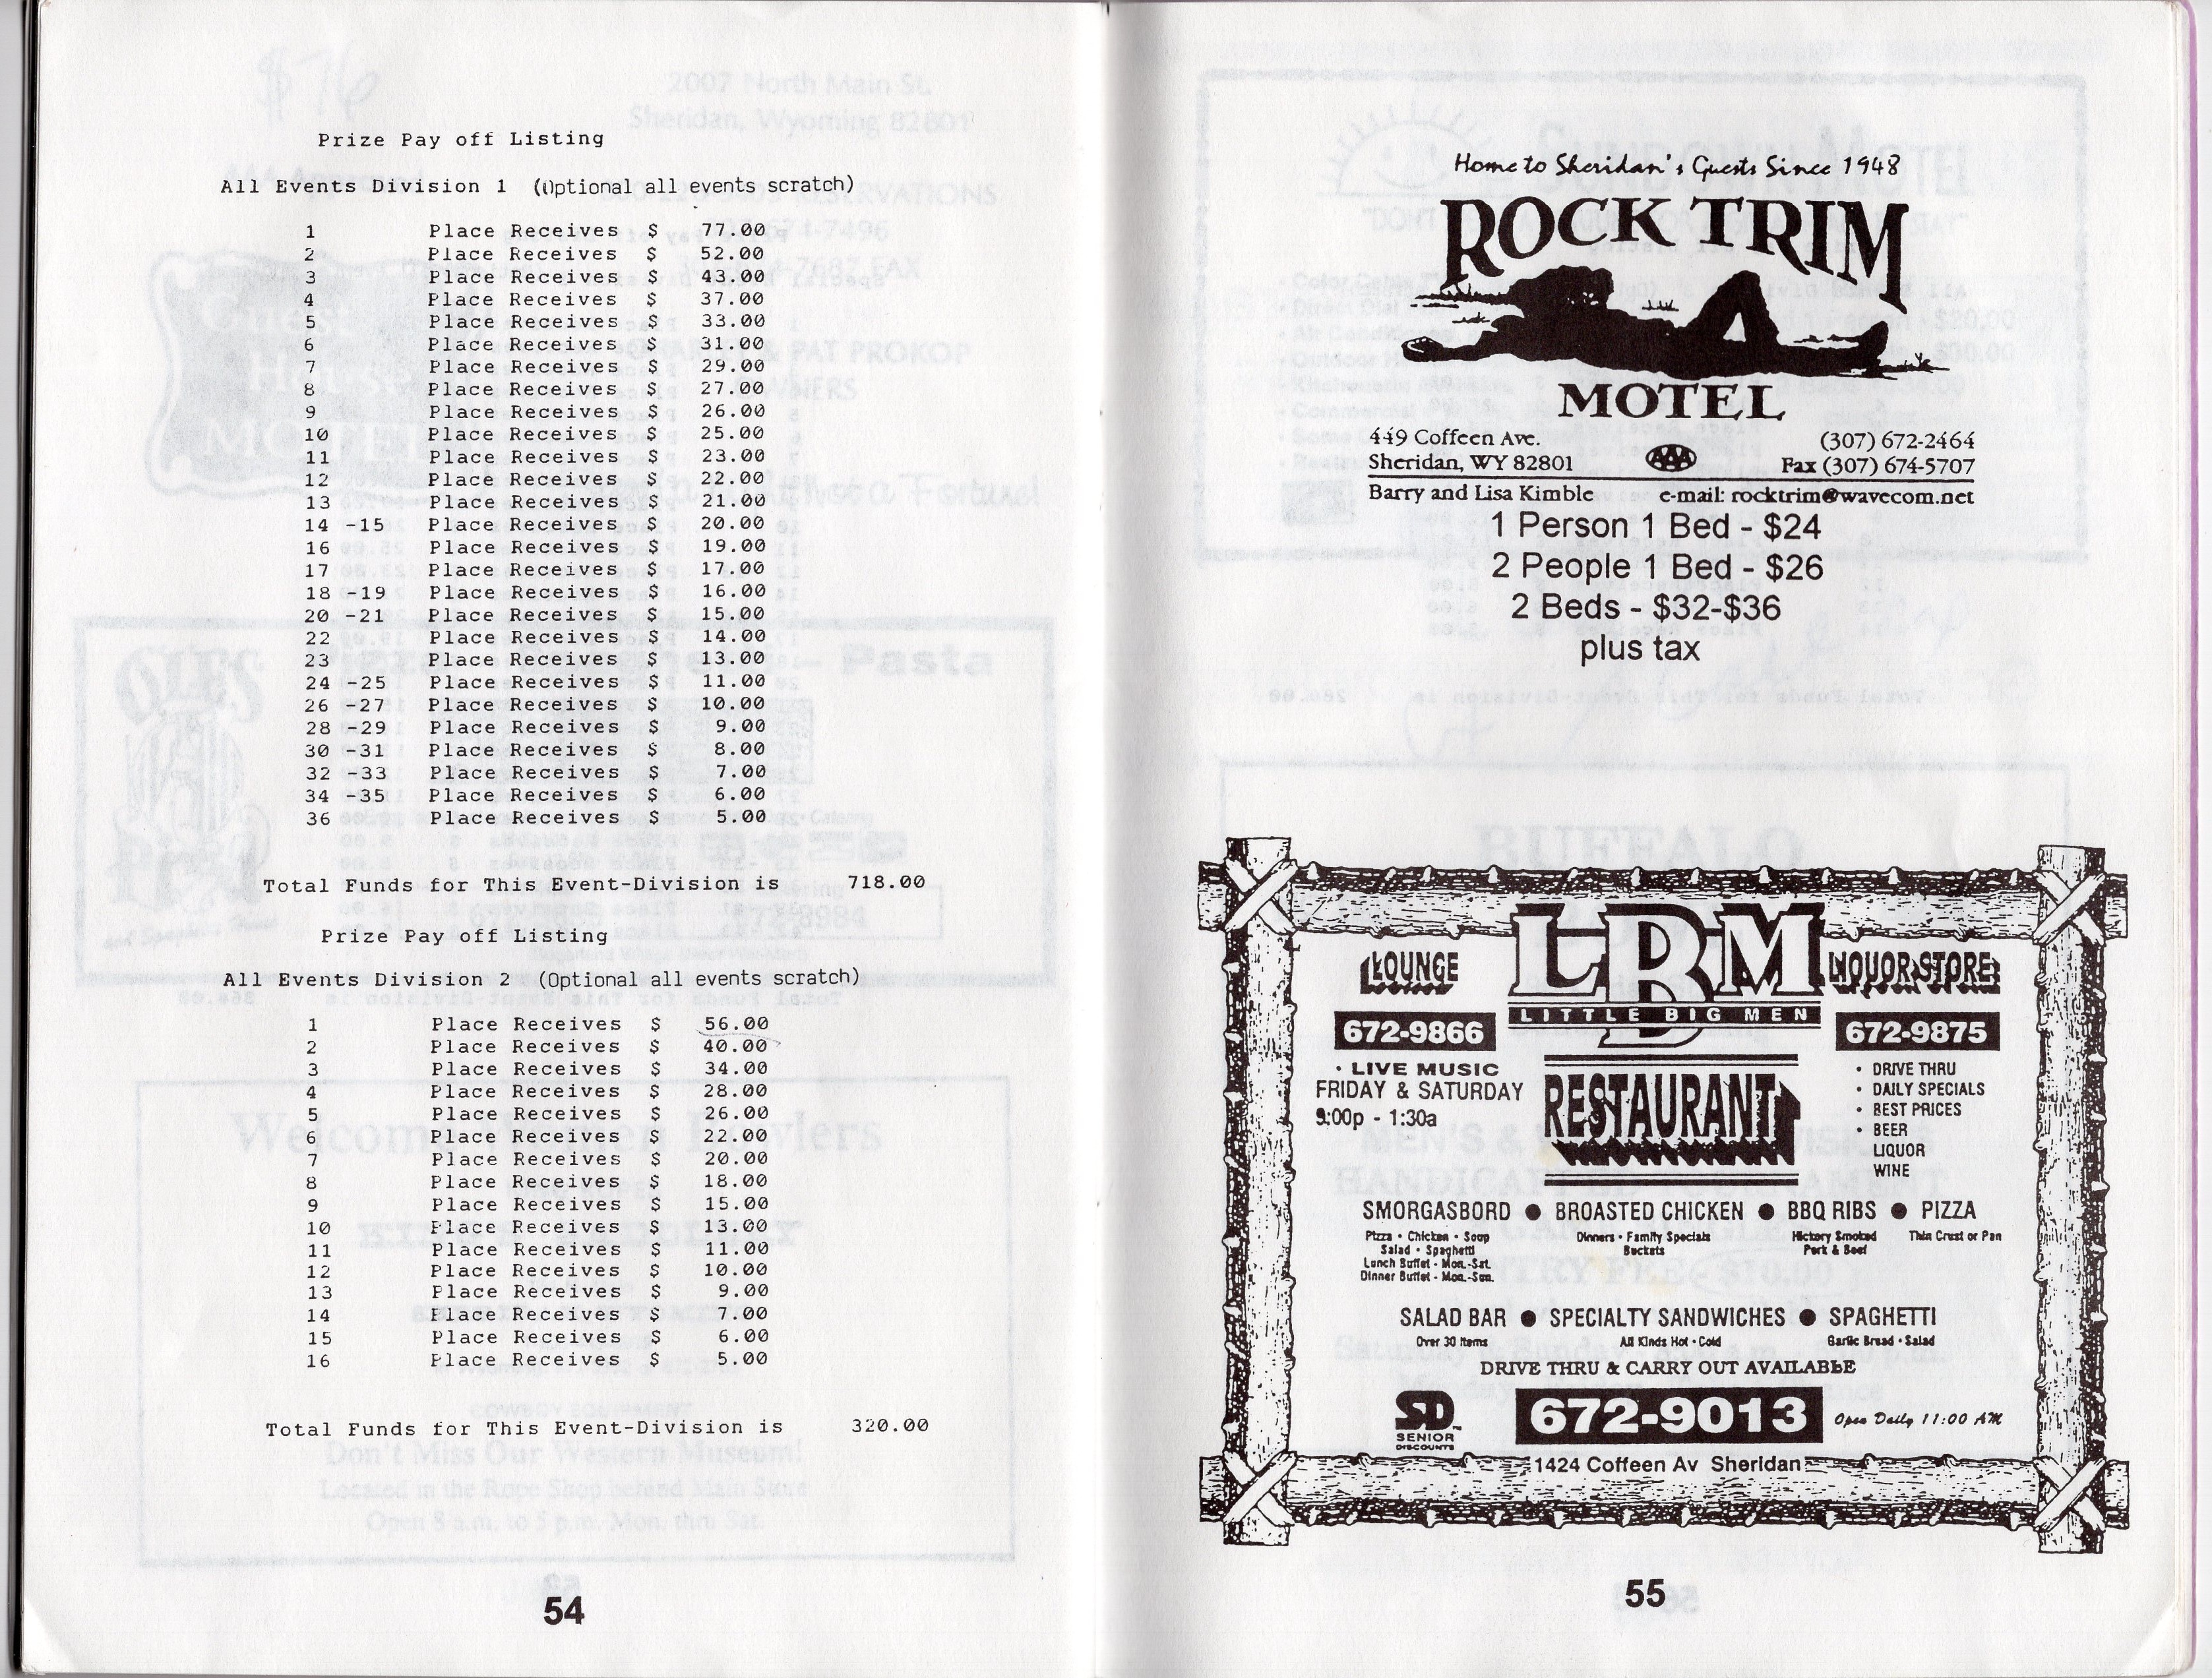 Prize Pay off Listing
All Events Division 1 (Optional all events scratch)
1 Place Receives $ 77.00
2 Place Receives $ 52.00
3 Place Receives $ 43.00
4 Place Receives $ 37.00
5 Place Receives $ 33.00
6 Place Receives $ 31.00
7 Place Receives $ 29.00
8 Place Receives $ 27.00
9 Place Receives $ 26.00
10 Place Receives $ 25.00
11 Place Receives $ 23.00
12 Place Receives $ 22.00
13 Place Receives $ 21.00
14 -15 Place Receives $ 20.00
16 Place Receives $ 19.00
17 Place Receives $ 17.00
18 -19 Place Receives $ 16.00
20 -21 Place Receives $ 15.00
22 Place Receives $ 14.00
23 Place Receives $ 13.00
24 -25 Place Receives $ 11.00
26 -27 Place Receives $ 10.00
28 -29 Place Receives $ 9.00
30 -31 Place Receives $ 8.00
32 -33 Place Receives $ 7.00
34 -35 Place Receives $ 6.00
36 Place Receives $ 5.00
Total Funds for This Event-Division is 718.00
Prize Pay off Listing
All Events Division 2 (Optional all events scratch)
1 Place Receives $ 56.00
2 Place Receives $ 40.00
3 Place Receives $ 34.00
4 Place Receives $ 28.00
5 Place Receives $ 26.00
6 Place Receives $ 22.00
7 Place Receives $ 20.00
8 Place Receives $ 18.00
9 Place Receives $ 15.00
10 Place Receives $ 13.00
11 Place Receives $ 11.00
12 Place Receives $ 10.00
13 Place Receives $ 9.00
14 Place Receives $ 7.00
15 Place Receives $ 6.00
16 Place Receives $ 5.00
Total Funds for This Event-Division is 320.00
54
Home to Sheridan's Guests Since 1948
ROCK TRIM
MOTEL
449 Coffeen Ave. (307) 672-2464
Sheridan, WY 82801 AAA Fax (307) 674-5707
Barry and Lisa Kimble e-mail: rocktrim@wavecom.net
1 Person 1 Bed - $24
2 People 1 Bed - $26
2 Beds - $32-$36
plus tax
LBM
LOUNGE LIQUOR STORE
LITTLE BIG MEN
672-9866 672-9875
• LIVE MUSIC
FRIDAY & SATURDAY
9:00p - 1:30a
RESTAURANT
• DRIVE THRU
• DAILY SPECIALS
• BEST PRICES
• BEER
LIQUOR
WINE
SMORGASBORD ● BROASTED CHICKEN ● BBQ RIBS ● PIZZA
Pizza • Chicken • Soup Dinners • Family Specials Hickory Smoked Thin Crust or Pan
Salad • Spaghetti Buckets Pork & Beef
Lunch Buffet - Mon.-Sat.
Dinner Buffet - Mon.-Sun.
SALAD BAR ● SPECIALTY SANDWICHES ● SPAGHETTI
Over 30 Items All Kinds Hot • Cold Garlic Bread • Salad
DRIVE THRU & CARRY OUT AVAILABLE
SD
SENIOR
DISCOUNTS
672-9013 Open Daily 11:00 AM
1424 Coffeen Av Sheridan
55